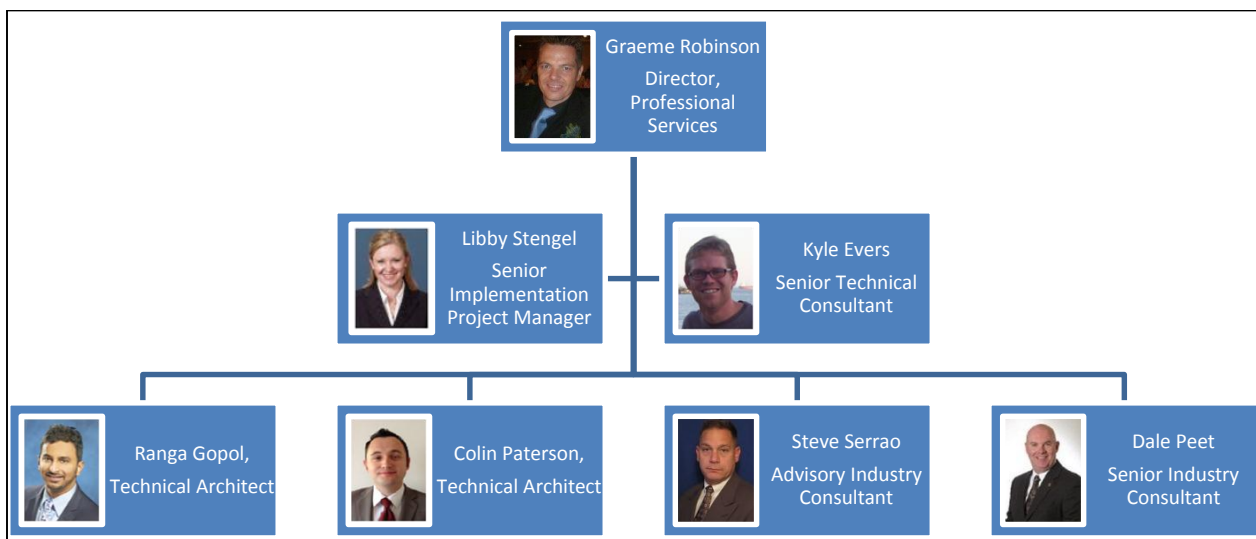 Graeme Robinson
Director,
Professional
Services
Libby Stengel
Senior
Implementation
Project Manager
Kyle Evers
Senior Technical
Consultant
Ranga Gopol,
Technical Architect
Colin Paterson,
Technical Architect
Steve Serrao
Advisory Industry
Consultant
Dale Peet
Senior Industry
Consultant